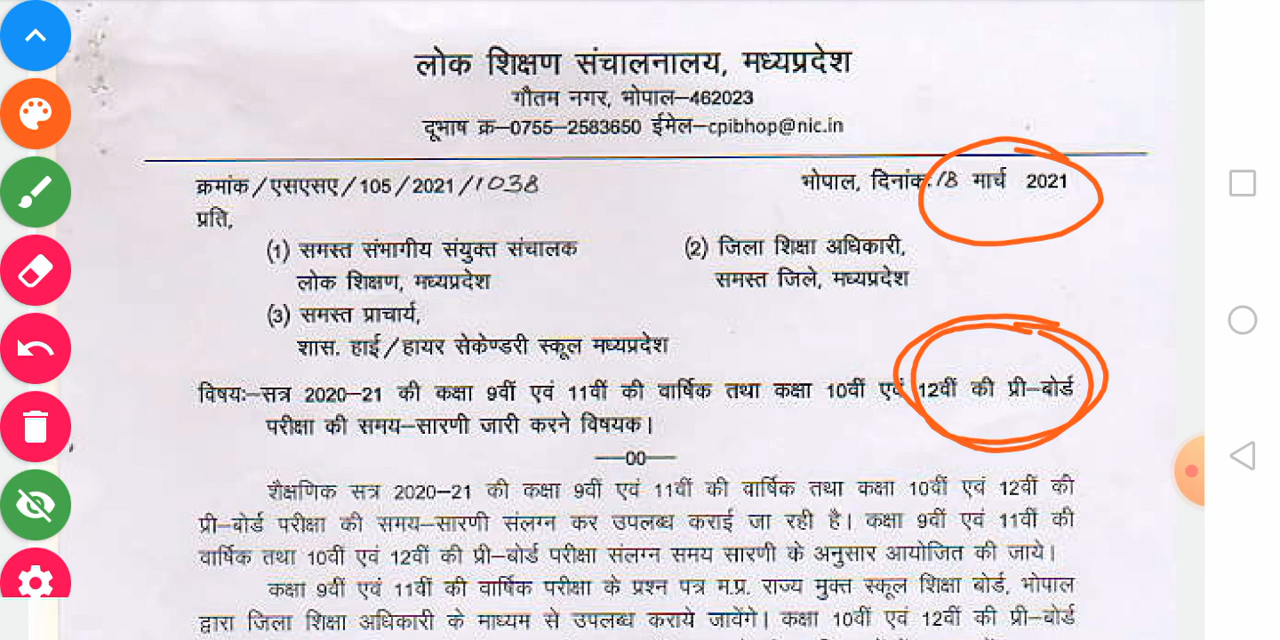 लोक शिक्षण संचालनालय, मध्यप्रदेश
गौतम नगर, भोपाल–462023
दूभाष क्र–0755–2583650 ईमेल–cpibhop@nic.in
क्रमांक/एसएसए/105/2021/1038 भोपाल, दिनांक: 18 मार्च 2021
प्रति,
(1) समस्त संभागीय संयुक्त संचालक (2) जिला शिक्षा अधिकारी,
लोक शिक्षण, मध्यप्रदेश समस्त जिले, मध्यप्रदेश
(3) समस्त प्राचार्य,
शास. हाई/हायर सेकेण्डरी स्कूल मध्यप्रदेश
विषयः–सत्र 2020–21 की कक्षा 9वीं एवं 11वीं की वार्षिक तथा कक्षा 10वीं एवं 12वीं की प्री–बोर्ड
परीक्षा की समय–सारणी जारी करने विषयक।
––00––
शैक्षणिक सत्र 2020–21 की कक्षा 9वीं एवं 11वीं की वार्षिक तथा कक्षा 10वीं एवं 12वीं की
प्री–बोर्ड परीक्षा की समय–सारणी संलग्न कर उपलब्ध कराई जा रही है। कक्षा 9वीं एवं 11वीं की
वार्षिक तथा 10वीं एवं 12वीं की प्री–बोर्ड परीक्षा संलग्न समय सारणी के अनुसार आयोजित की जाये।
कक्षा 9वीं एवं 11वीं की वार्षिक परीक्षा के प्रश्न पत्र म.प्र. राज्य मुक्त स्कूल शिक्षा बोर्ड, भोपाल
द्वारा जिला शिक्षा अधिकारी के माध्यम से उपलब्ध कराये जावेंगे। कक्षा 10वीं एवं 12वीं की प्री–बोर्ड